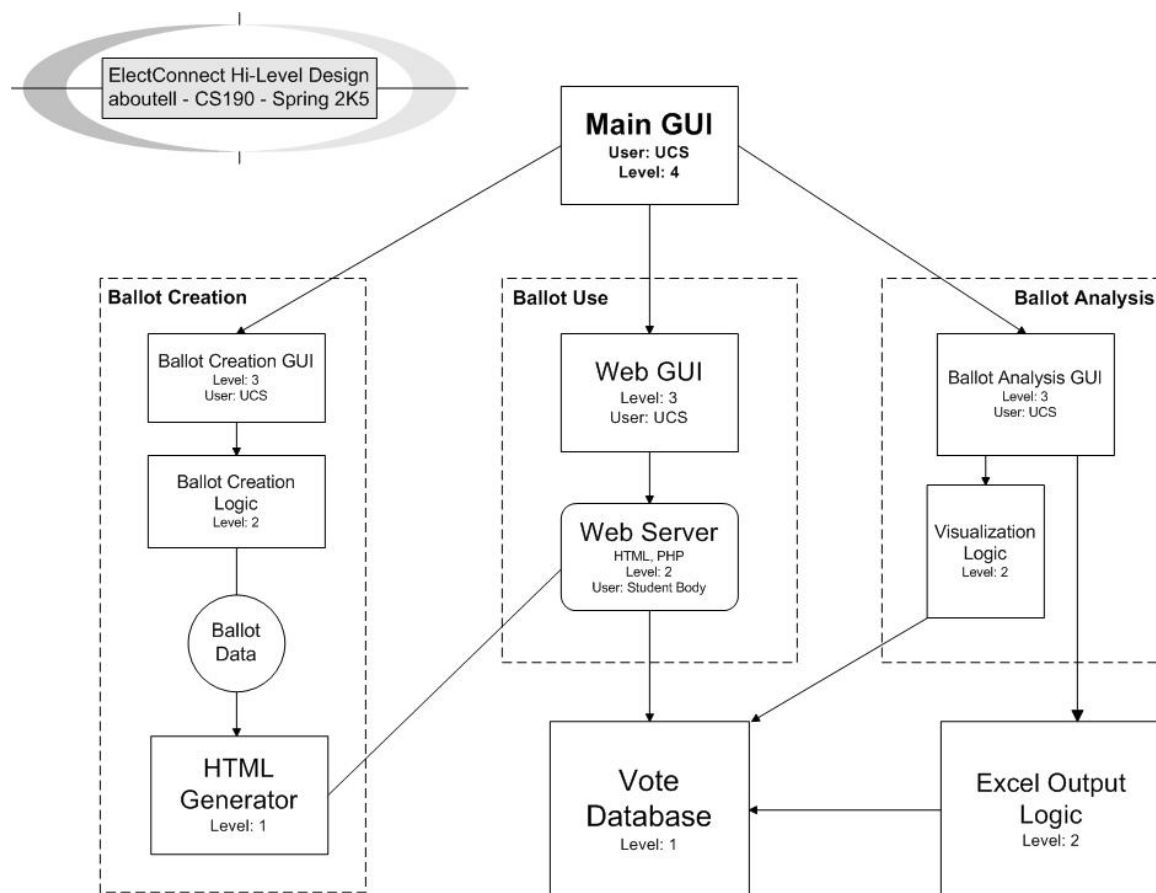 ElectConnect Hi-Level Design
aboutell - CS190 - Spring 2K5
Main GUI
User: UCS
Level: 4
Ballot Creation
Ballot Creation GUI
Level: 3
User: UCS
Ballot Creation
Logic
Level: 2
Ballot
Data
HTML
Generator
Level: 1
Ballot Use
Web GUI
Level: 3
User: UCS
Web Server
HTML, PHP
Level: 2
User: Student Body
Vote
Database
Level: 1
Ballot Analysis
Ballot Analysis GUI
Level: 3
User: UCS
Visualization
Logic
Level: 2
Excel Output
Logic
Level: 2